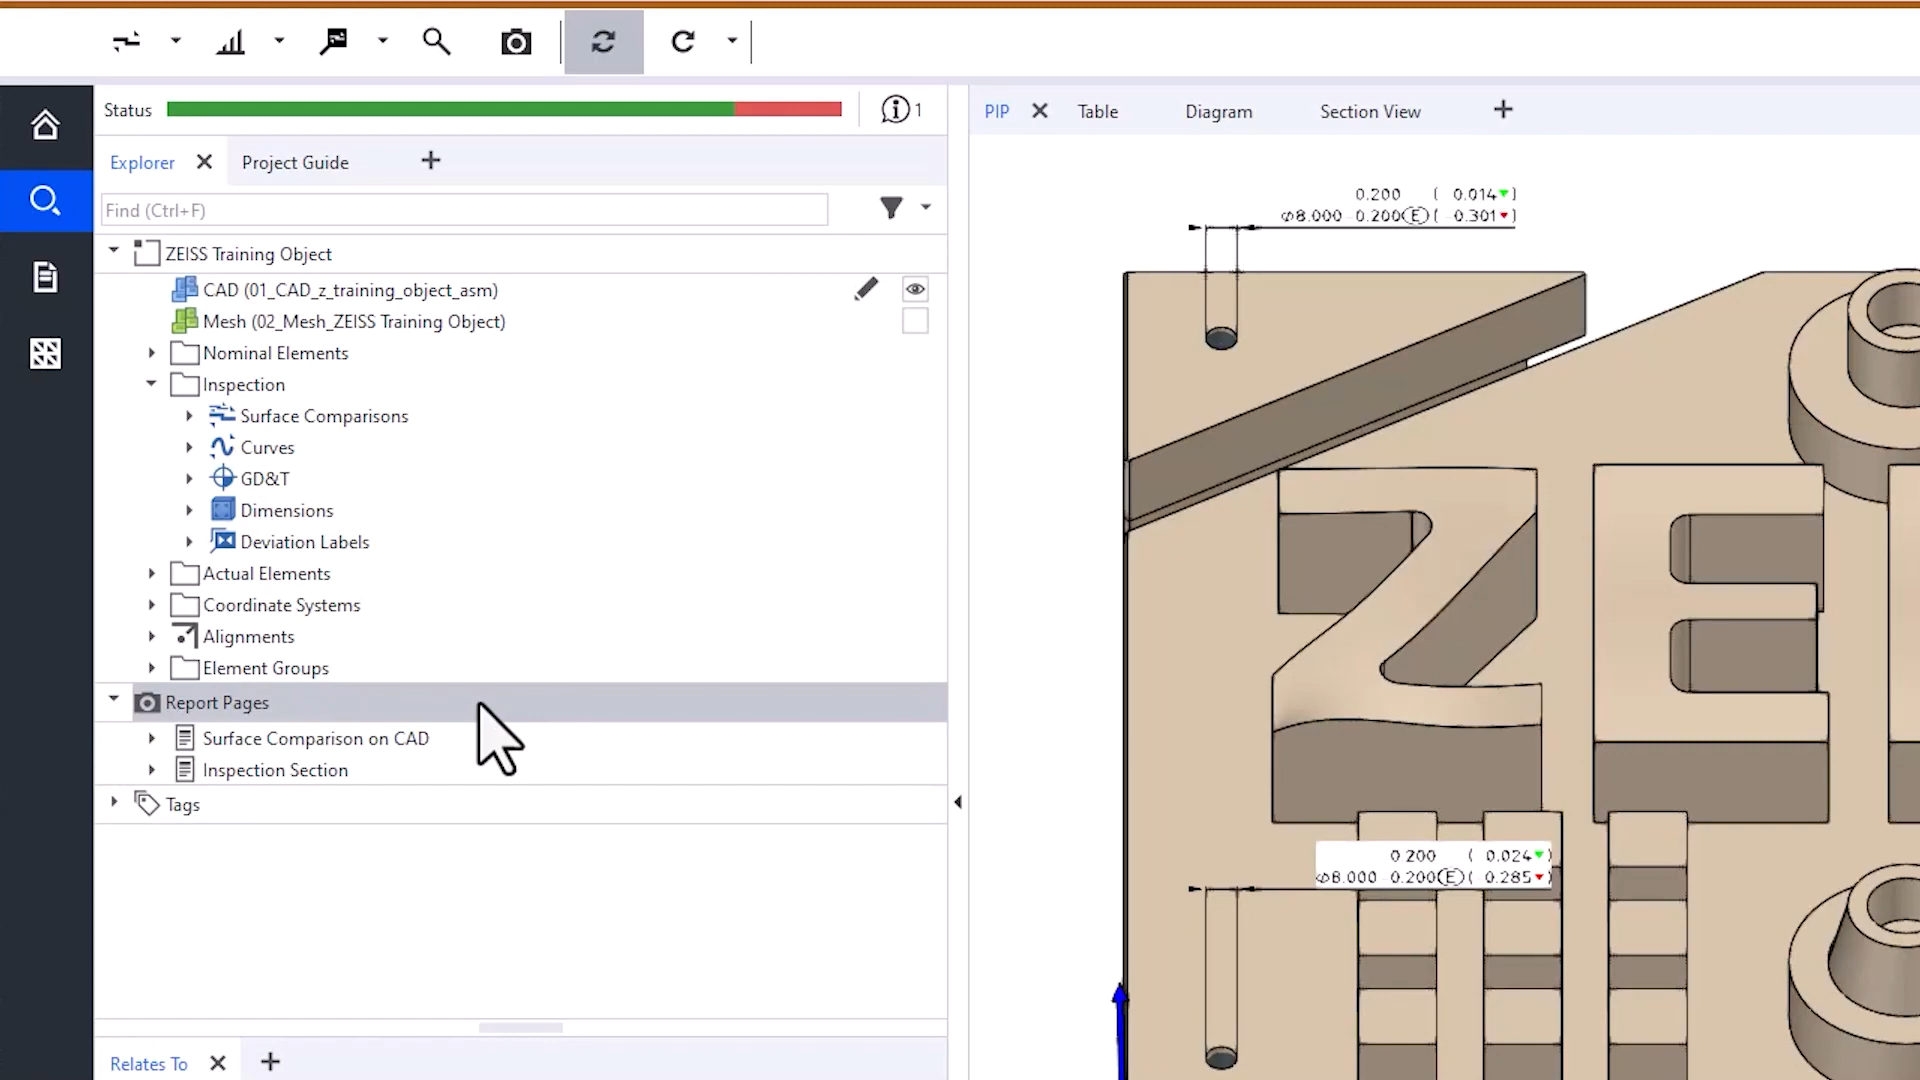 Status
1
Explorer
Project Guide
Find (Ctrl+F)
ZEISS Training Object
CAD (01_CAD_z_training_object_asm)
Mesh (02_Mesh_ZEISS Training Object)
Nominal Elements
Inspection
Surface Comparisons
Curves
GD&T
Dimensions
Deviation Labels
Actual Elements
Coordinate Systems
Alignments
Element Groups
Report Pages
Surface Comparison on CAD
Inspection Section
Tags
Relates To
PIP
Table
Diagram
Section View
0.200 ( 0.014 )
⌀8.000 -0.200 Ⓔ ( -0.301 )
ZE
0.200 ( 0.024 )
⌀8.000 -0.200 Ⓔ ( -0.285 )